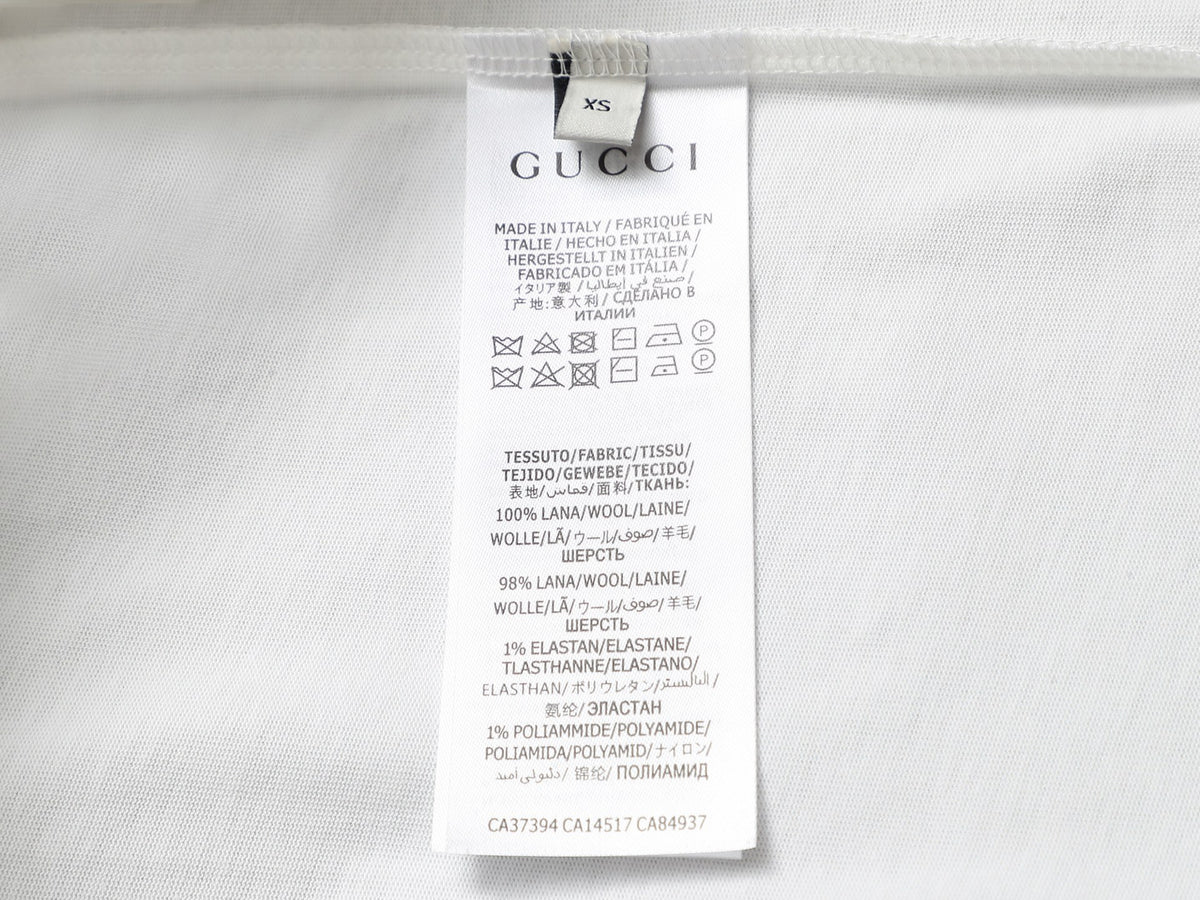 XS
GUCCI
MADE IN ITALY / FABRIQUÉ EN
ITALIE / HECHO EN ITALIA /
HERGESTELLT IN ITALIEN /
FABRICADO EM ITÁLIA /
イタリア製 / صنع في إيطاليا /
产地:意大利 / СДЕЛАНО В
ИТАЛИИ
P
P
TESSUTO/FABRIC/TISSU/
TEJIDO/GEWEBE/TECIDO/
表地/قماش/面料/ТКАНЬ:
100% LANA/WOOL/LAINE/
WOLLE/LÃ/ウール/صوف/羊毛/
ШЕРСТЬ
98% LANA/WOOL/LAINE/
WOLLE/LÃ/ウール/صوف/羊毛/
ШЕРСТЬ
1% ELASTAN/ELASTANE/
TLASTHANNE/ELASTANO/
ELASTHAN/ポリウレタン/
氨纶/ЭЛАСТАН
1% POLIAMMIDE/POLYAMIDE/
POLIAMIDA/POLYAMID/ナイロン/
/锦纶/ ПОЛИАМИД
CA37394 CA14517 CA84937